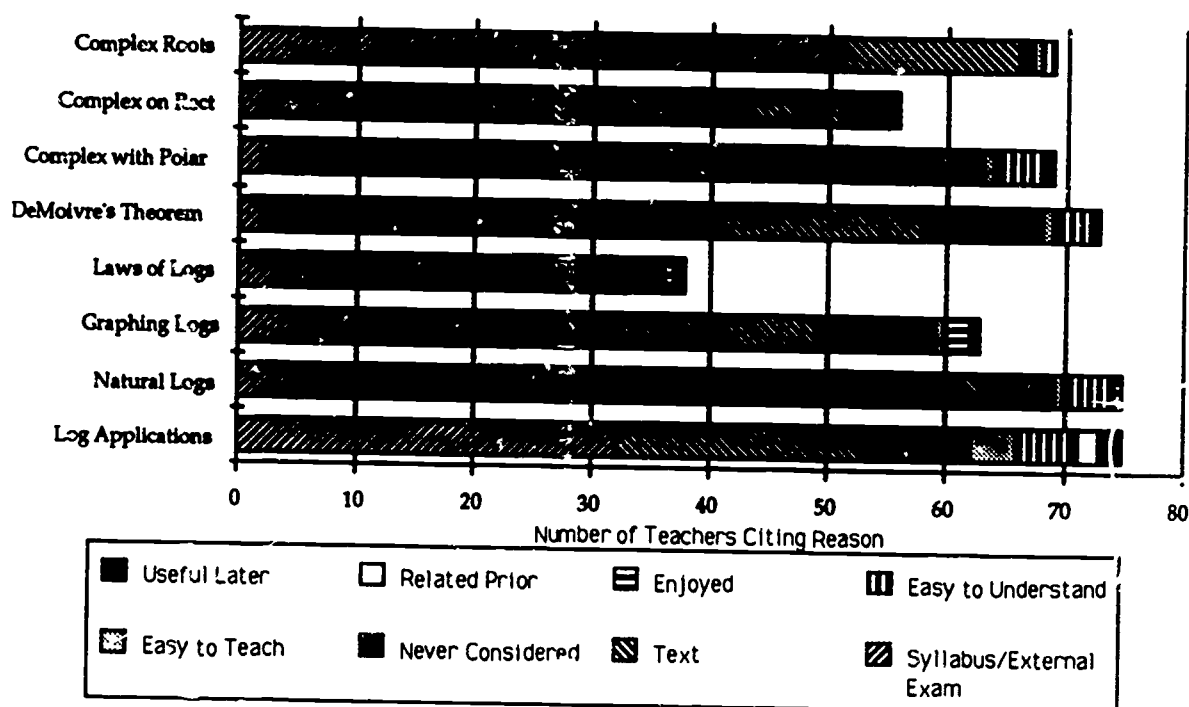 Complex Roots
Complex on Rect
Complex with Polar
DeMoivre's Theorem
Laws of Logs
Graphing Logs
Natural Logs
Log Applications
0 10 20 30 40 50 60 70 80
Number of Teachers Citing Reason
Useful Later
Related Prior
Enjoyed
Easy to Understand
Easy to Teach
Never Considered
Text
Syllabus/External
Exam